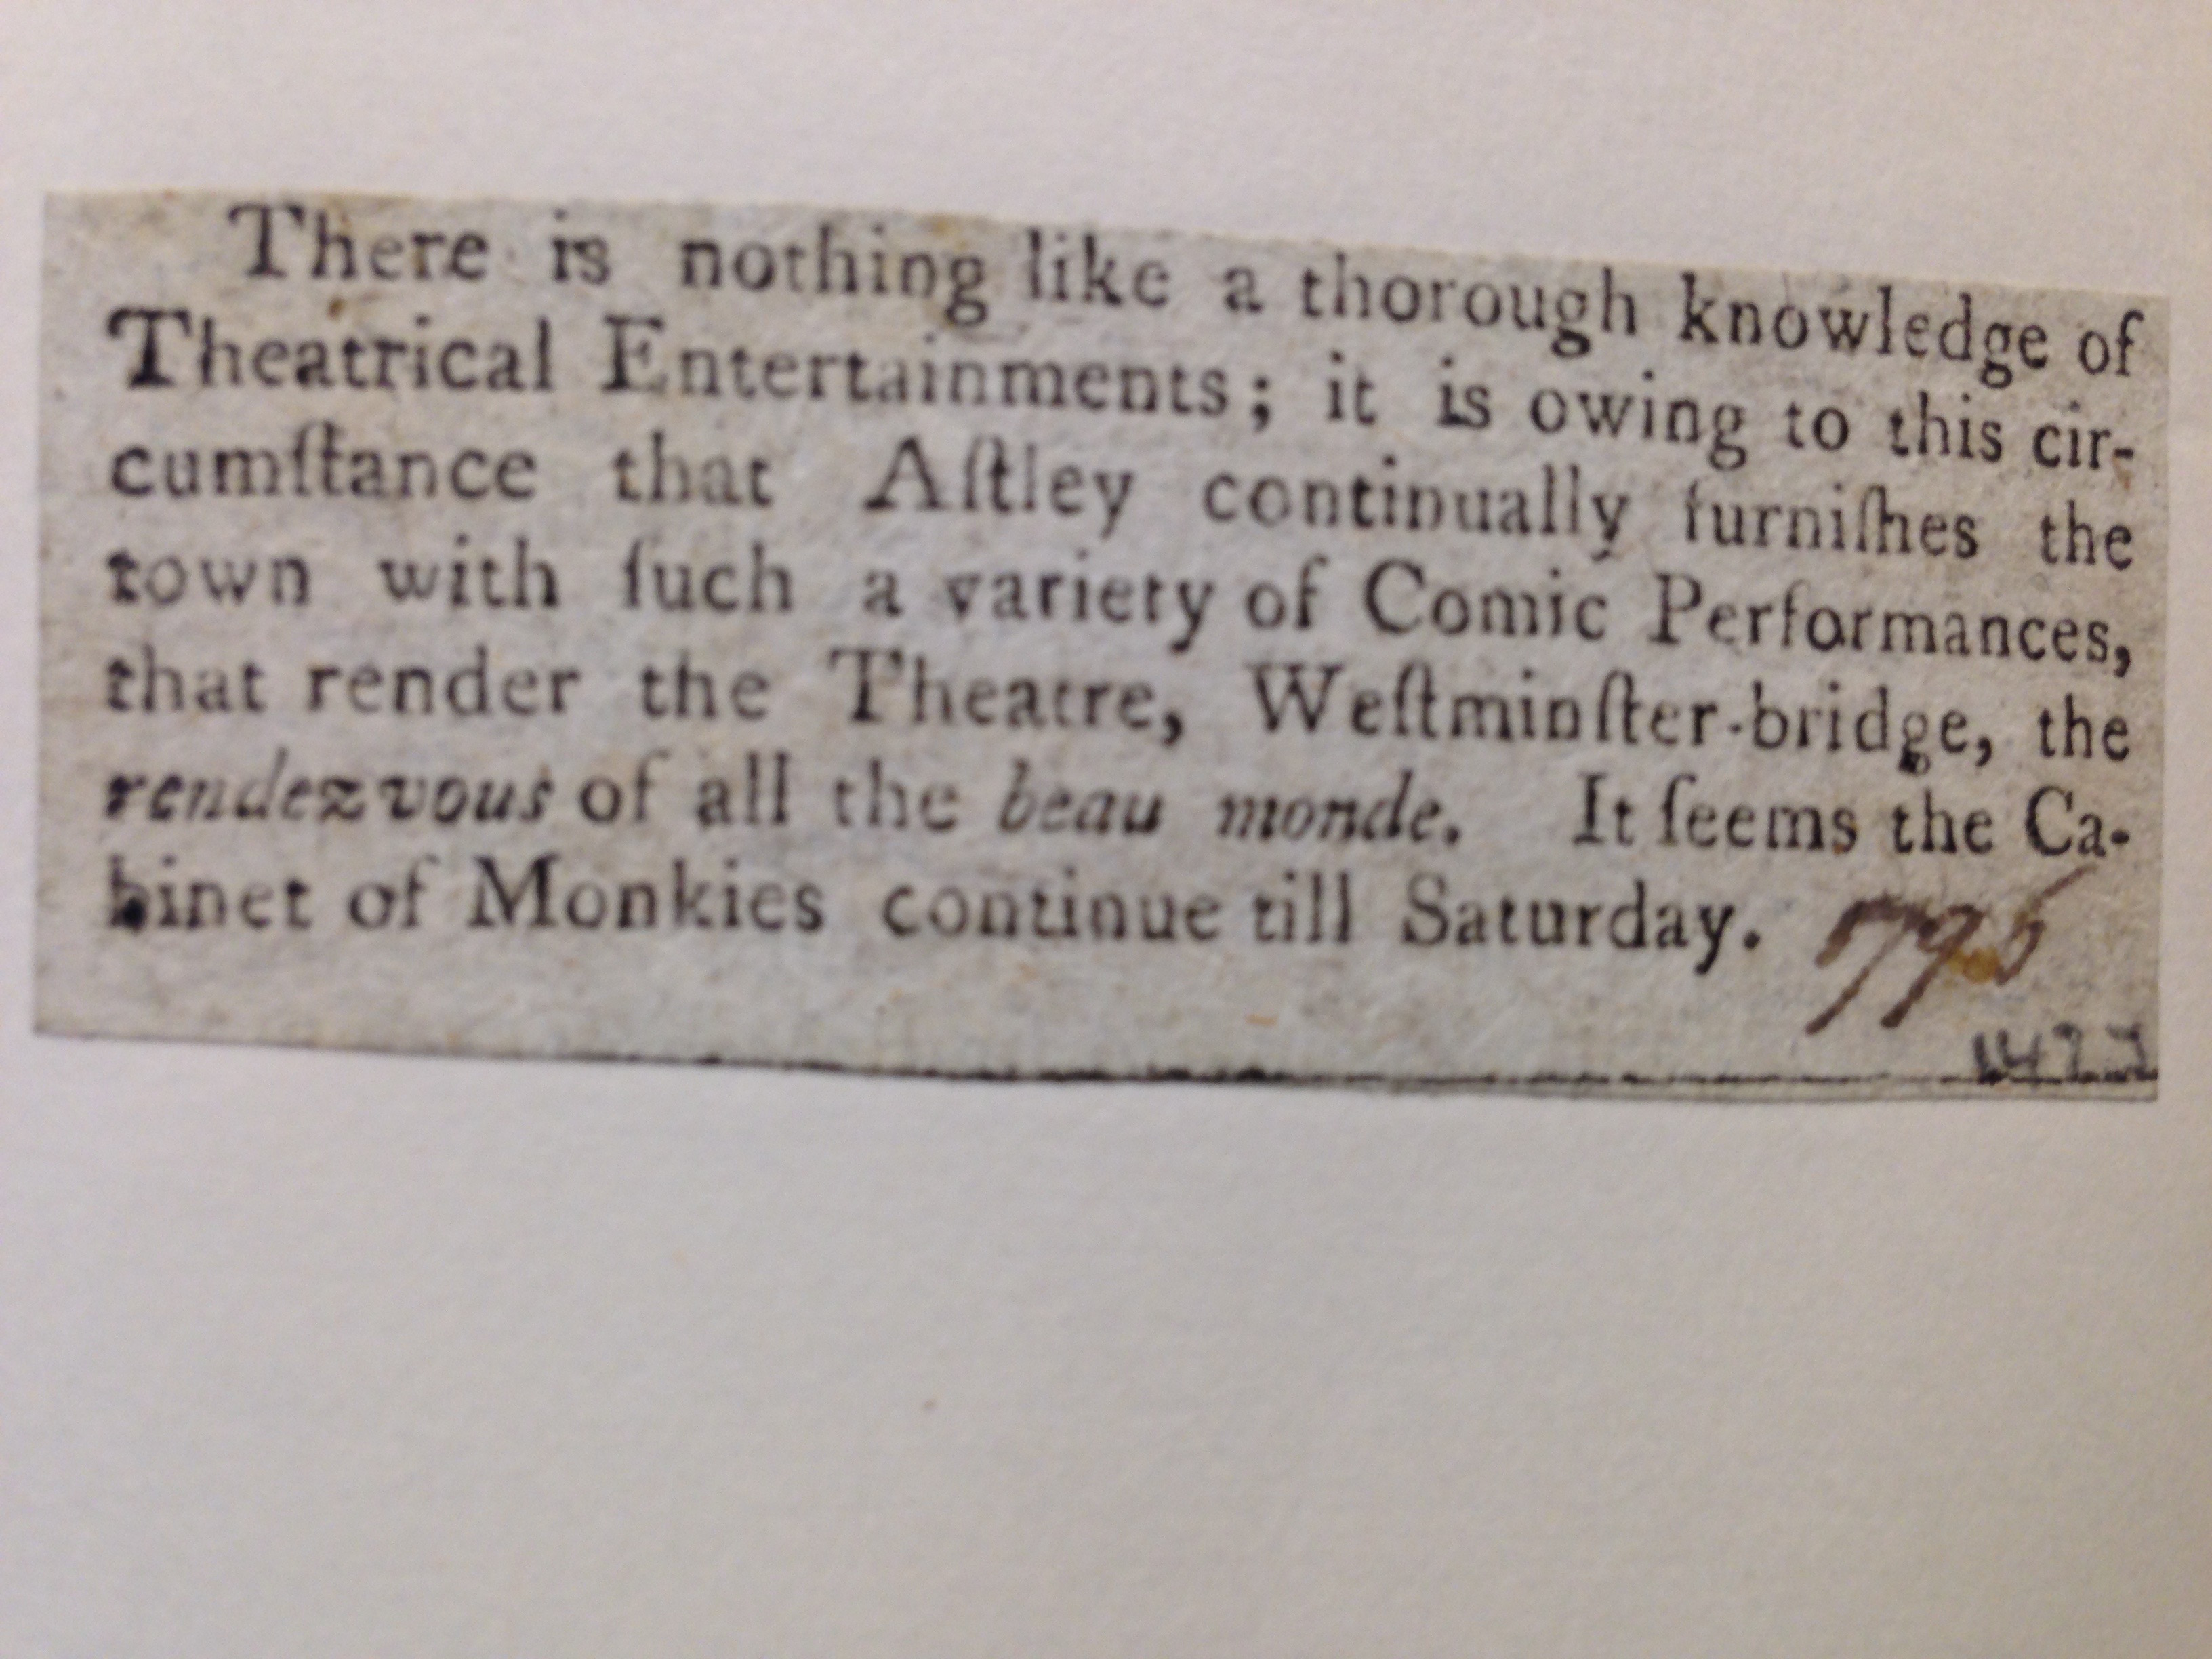 There is nothing like a thorough knowledge of
Theatrical Entertainments; it is owing to this cir-
cumſtance that Aſtley continually furniſhes the
town with ſuch a variety of Comic Performances,
that render the Theatre, Weſtminſter-bridge, the
rendezvous of all the beau monde. It ſeems the Ca-
binet of Monkies continue till Saturday.